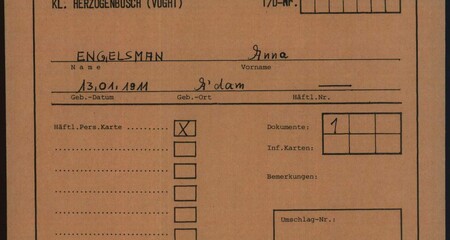 KL. HERZOGENBUSCH (VUGHT) T/D-Nr.
ENGELSMAN Anna
Name Vorname
13.01.1911 A'dam —
Geb.-Datum Geb.-Ort Häftl.Nr.
Häftl.Pers.Karte .......... X Dokumente: 1
Inf.Karten:
Bemerkungen:
Umschlag-Nr.: